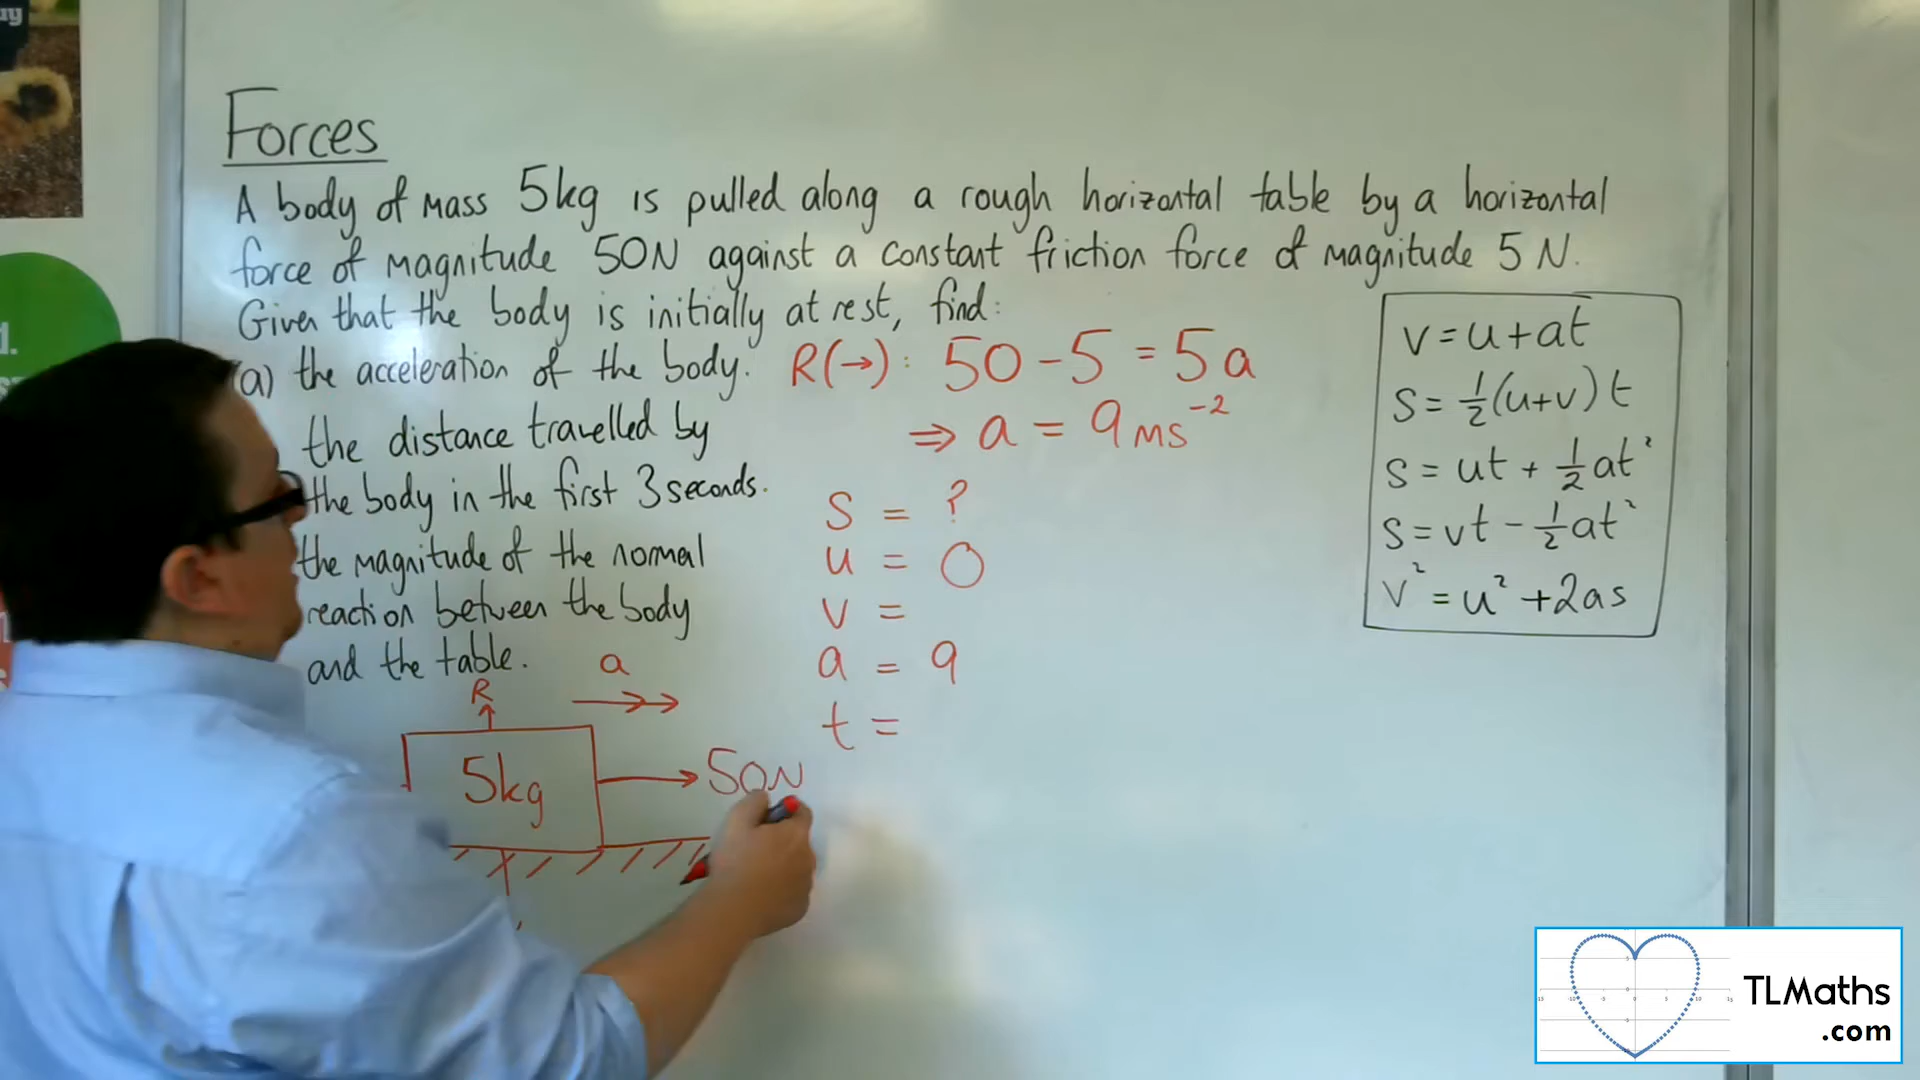 Forces
A body of mass 5kg is pulled along a rough horizontal table by a horizontal
force of magnitude 50N against a constant friction force of magnitude 5 N.
Given that the body is initially at rest, find:
(a) the acceleration of the body.
the distance travelled by
the body in the first 3 seconds.
the magnitude of the normal
reaction between the body
and the table.
R(→): 50 - 5 = 5a
⇒ a = 9ms⁻²
s = ?
u = 0
v =
a = 9
t =
v = u + at
s = ½(u+v)t
s = ut + ½at²
s = vt - ½at²
v² = u² + 2as
a
R
5kg
50N
TLMaths
.com